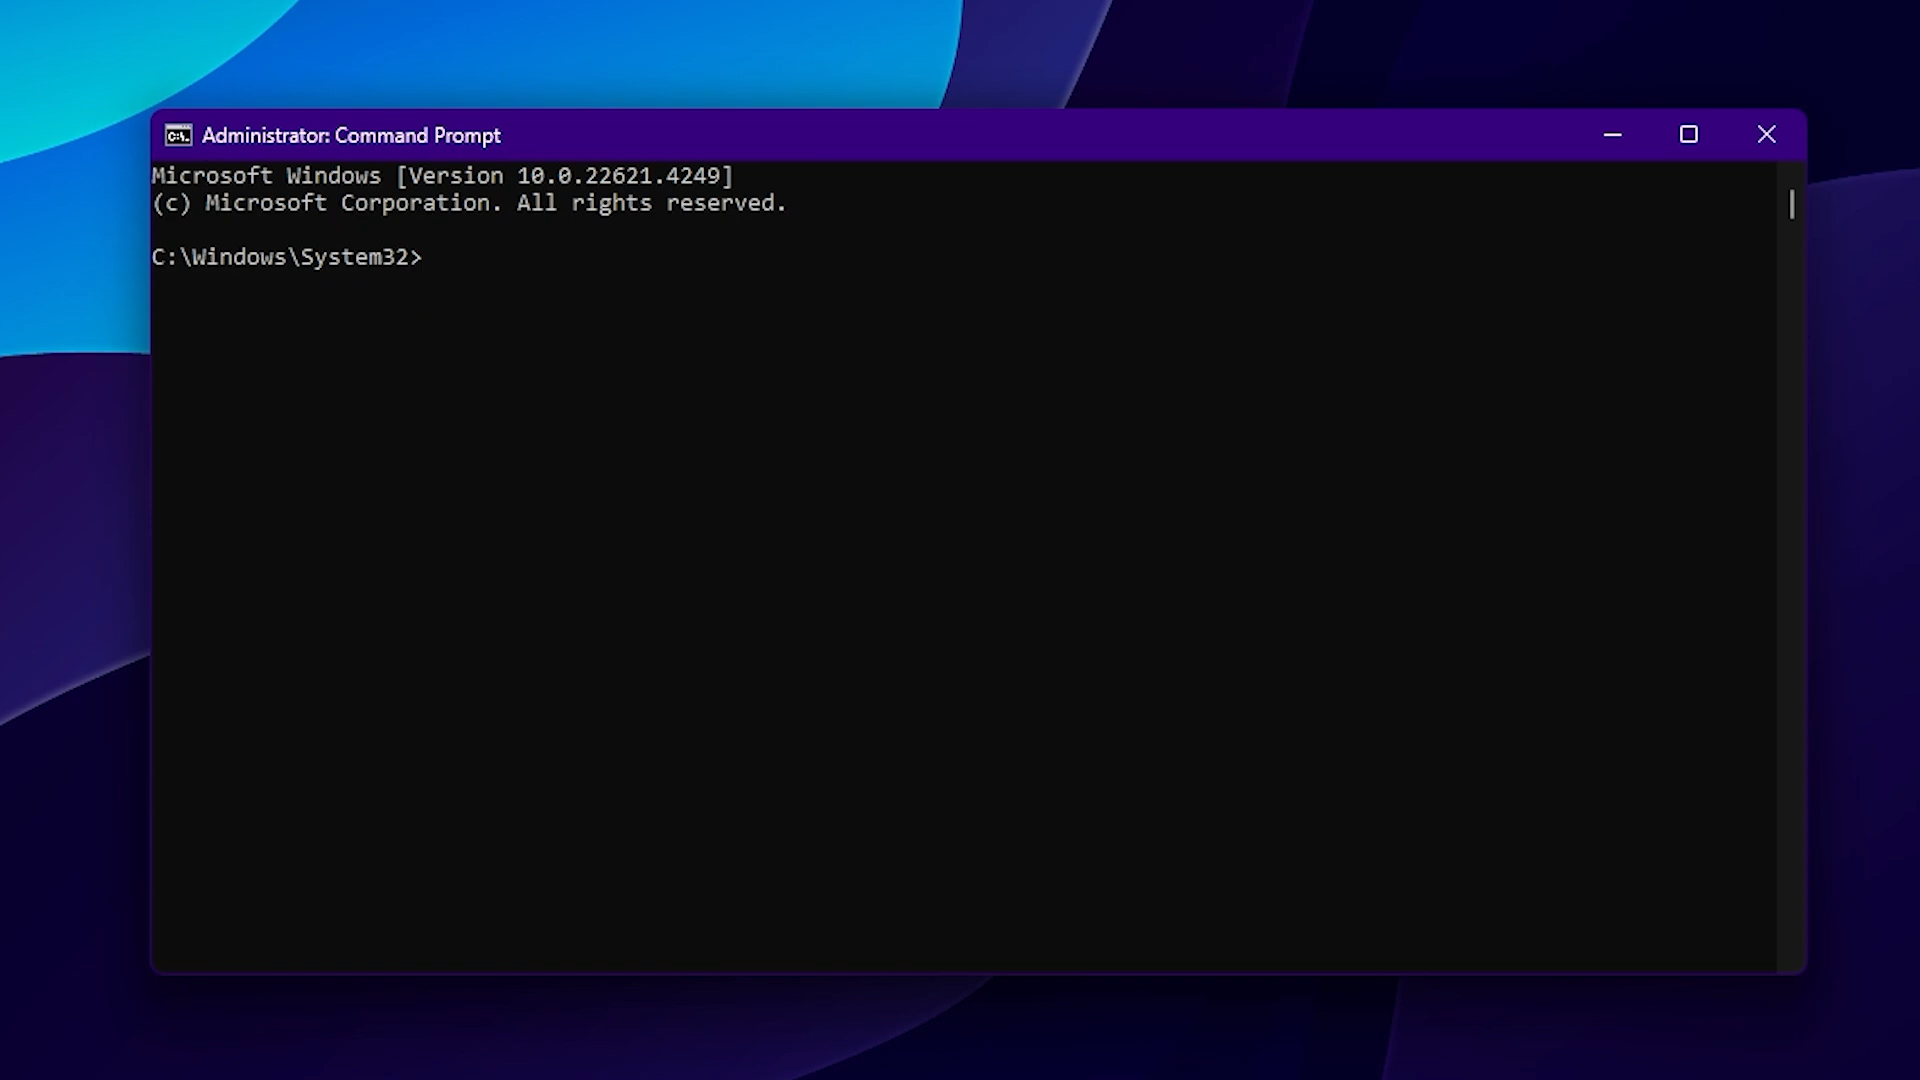 Administrator: Command Prompt
Microsoft Windows [Version 10.0.22621.4249]
(c) Microsoft Corporation. All rights reserved.
C:\Windows\System32>